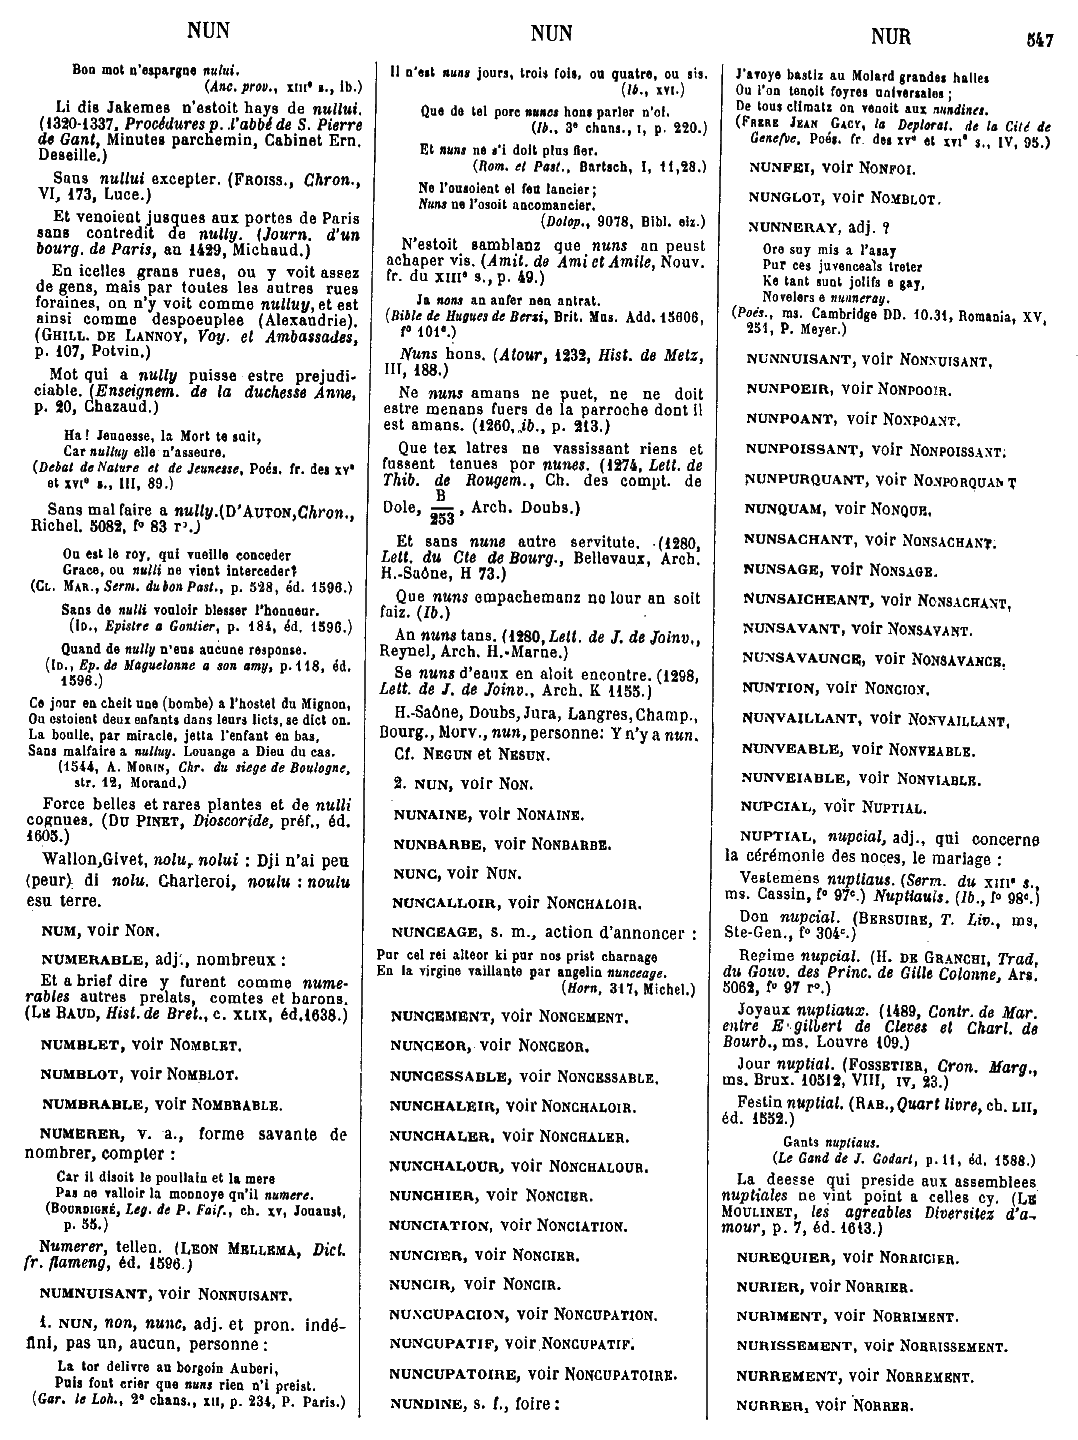 NUN
NUN
NUR
547
Bon mot n'espargne nului.
(Anc. prov., XIIIe s., Ib.)
Li dis Jakemes n'estoit hays de nullui.
(1320-1337, Procédures p. l'abbé de S. Pierre
de Gant, Minutes parchemin, Cabinet Ern.
Deseille.)
Sans nullui excepter. (FROISS., Chron.,
VI, 173, Luce.)
Et venoient jusques aux portes de Paris
sans contredit de nully. (Journ. d'un
bourg. de Paris, an 1429, Michaud.)
En icelles grans rues, ou y voit assez
de gens, mais par toutes les autres rues
foraines, on n'y voit comme nulluy, et est
ainsi comme despoeuplee (Alexandrie).
(GHILL. DE LANNOY, Voy. et Ambassades,
p. 107, Potvin.)
Mot qui a nully puisse estre prejudi-
ciable. (Enseignem. de la duchesse Anne,
p. 20, Chazaud.)
Ha! Jeunesse, la Mort te suit,
Car nulluy elle n'asseure.
(Debat de Nature et de Jeunesse, Poés. fr. des XVe
et XVIe s., III, 89.)
Sans mal faire a nully. (D'AUTON, Chron.,
Richel. 5082, fo 83 ro.)
Ou est le roy, qui vueille conceder
Grace, ou nulli ne vient interceder?
(CL. MAR., Serm. du bon Past., p. 528, éd. 1596.)
Sans de nulli vouloir blesser l'honneur.
(ID., Epistre a Gontier, p. 184, éd. 1596.)
Quand de nully n'eus aucune response.
(ID., Ep. de Maguelonne a son amy, p. 118, éd.
1596.)
Ce jour en cheit une (bombe) a l'hostel du Mignon,
Ou estoient deux enfants dans leurs licts, se dict on.
La boulle, par miracle, jetta l'enfant en bas,
Sans malfaire a nulluy. Louange a Dieu du cas.
(1544, A. MORIN, Chr. du siege de Boulogne,
str. 12, Morand.)
Force belles et rares plantes et de nulli
cognues. (DU PINET, Dioscoride, préf., éd.
1605.)
Wallon, Givet, nolu, nolui : Dji n'ai peu
(peur) di nolu. Charleroi, noulu : noulu
esu terre.
NUM, voir NON.
NUMERABLE, adj., nombreux :
Et a brief dire y furent comme nume-
rables autres prelats, comtes et barons.
(LE BAUD, Hist. de Bret., c. XLIX, éd. 1638.)
NUMBLET, voir NOMBLET.
NUMBLOT, voir NOMBLOT.
NUMBRABLE, voir NOMBRABLE.
NUMERER, v. a., forme savante de
nombrer, compter :
Car il disoit le poullain et la mere
Pas ne valloir la monnoye qu'il numere.
(BOURDIGNÉ, Leg. de P. Faif., ch. XV, Jouaust,
p. 55.)
Numerer, tellen. (LEON MELLEMA, Dict.
fr. flameng, éd. 1596.)
NUMNUISANT, voir NONNUISANT.
1. NUN, non, nunc, adj. et pron. indé-
fini, pas un, aucun, personne :
La tor delivre au borgoin Auberi,
Puis font crier que nuns rien n'i preist.
(Gar. le Loh., 2e chans., XII, p. 234, P. Paris.)
Il n'est nuns jours, trois fois, ou quatre, ou sis.
(Ib., XVI.)
Que de tel porc nuncs hons parler n'oi.
(Ib., 3e chans., I, p. 220.)
Et nuns ne s'i doit plus fier.
(Rom. et Past., Bartsch, I, 11,28.)
Ne l'ousoient el feu lancier;
Nuns ne l'osoit ancomancier.
(Dolop., 9078, Bibl. elz.)
N'estoit samblanz que nuns an peust
achaper vis. (Amit. de Ami et Amile, Nouv.
fr. du XIIIe s., p. 49.)
Ja nons an anfer nen antrat.
(Bible de Hugues de Berzi, Brit. Mus. Add. 15606,
fo 101e.)
Nuns hons. (Atour, 1232, Hist. de Metz,
III, 188.)
Ne nuns amans ne puet, ne ne doit
estre menans fuers de la parroche dont il
est amans. (1260, ib., p. 213.)
Que tex latres ne vassissant riens et
fussent tenues por nunes. (1274, Lett. de
Thib. de Rougem., Ch. des compt. de
Dole, B/253, Arch. Doubs.)
Et sans nune autre servitute. (1280,
Lett. du Cte de Bourg., Bellevaux, Arch.
H.-Saône, H 73.)
Que nuns empachemanz no lour an soit
faiz. (Ib.)
An nuns tans. (1280, Lett. de J. de Joinv.,
Reynel, Arch. H.-Marne.)
Se nuns d'eaux en aloit encontre. (1298,
Lett. de J. de Joinv., Arch. K 1155.)
H.-Saône, Doubs, Jura, Langres, Champ.,
Bourg., Morv., nun, personne: Y n'y a nun.
Cf. NEGUN et NESUN.
2. NUN, voir NON.
NUNAINE, voir NONAINE.
NUNBARBE, voir NONBARBE.
NUNC, voir NUN.
NUNCALLOIR, voir NONCHALOIR.
NUNCEAGE, s. m., action d'annoncer :
Pur cel rei alteor ki pur nos prist charnage
En la virgine vaillante par angelin nunceage.
(Horn, 317, Michel.)
NUNCEMENT, voir NONCEMENT.
NUNCEOR, voir NONCEOR.
NUNCESSABLE, voir NONCESSABLE.
NUNCHALEIR, voir NONCHALOIR.
NUNCHALER, voir NONCHALER.
NUNCHALOUR, voir NONCHALOUR.
NUNCHIER, voir NONCIER.
NUNCIATION, voir NONCIATION.
NUNCIER, voir NONCIER.
NUNCIR, voir NONCIR.
NUNCUPACION, voir NONCUPATION.
NUNCUPATIF, voir NONCUPATIF.
NUNCUPATOIRE, voir NONCUPATOIRE.
NUNDINE, s. f., foire :
J'avoye bastiz au Molard grandes halles
Ou l'on tenoit foyres universales;
De tous climatz on venoit aux nundines.
(FRERE JEAN GACY, la Deplorat. de la Cité de
Genefve, Poés. fr. des XVe et XVIe s., IV, 95.)
NUNFEI, voir NONFOI.
NUNGLOT, voir NOMBLOT.
NUNNERAY, adj. ?
Ore suy mis a l'asay
Pur ces juvenceals treter
Ke tant sunt jolifs e gay,
Novelers e nunneray.
(Poés., ms. Cambridge DD. 10.31, Romania, XV,
251, P. Meyer.)
NUNNUISANT, voir NONNUISANT.
NUNPOEIR, voir NONPOOIR.
NUNPOANT, voir NONPOANT.
NUNPOISSANT, voir NONPOISSANT.
NUNPURQUANT, voir NONPORQUANT
NUNQUAM, voir NONQUE.
NUNSACHANT, voir NONSACHANT.
NUNSAGE, voir NONSAGE.
NUNSAICHEANT, voir NONSACHANT.
NUNSAVANT, voir NONSAVANT.
NUNSAVAUNCE, voir NONSAVANCE.
NUNTION, voir NONCION.
NUNVAILLANT, voir NONVAILLANT.
NUNVEABLE, voir NONVEABLE.
NUNVEIABLE, voir NONVIABLE.
NUPCIAL, voir NUPTIAL.
NUPTIAL, nupcial, adj., qui concerne
la cérémonie des noces, le mariage :
Vestemens nuptiaus. (Serm. du XIIIe s.,
ms. Cassin, fo 97c.) Nuptiauls. (Ib., fo 98c.)
Don nupcial. (BERSUIRE, T. Liv., ms.
Ste-Gen., fo 304c.)
Regime nupcial. (H. DE GRANCHI, Trad.
du Gouv. des Princ. de Gille Colonne, Ars.
5062, fo 97 ro.)
Joyaux nuptiaux. (1489, Contr. de Mar.
entre Engilbert de Cleves et Charl. de
Bourb., ms. Louvre 109.)
Jour nuptial. (FOSSETIER, Cron. Marg.,
ms. Brux. 10512, VIII, IV, 23.)
Festin nuptial. (RAB., Quart livre, ch. LII,
éd. 1552.)
Gants nuptiaus.
(Le Gand de J. Godart, p. 11, éd. 1588.)
La deesse qui preside aux assemblees
nuptiales ne vint point a celles cy. (LE
MOULINET, les agreables Diversitez d'a-
mour, p. 7, éd. 1613.)
NUREQUIER, voir NORRICIER.
NURIER, voir NORRIER.
NURIMENT, voir NORRIMENT.
NURISSEMENT, voir NORRISSEMENT.
NURREMENT, voir NORREMENT.
NURRER, voir NORRER.